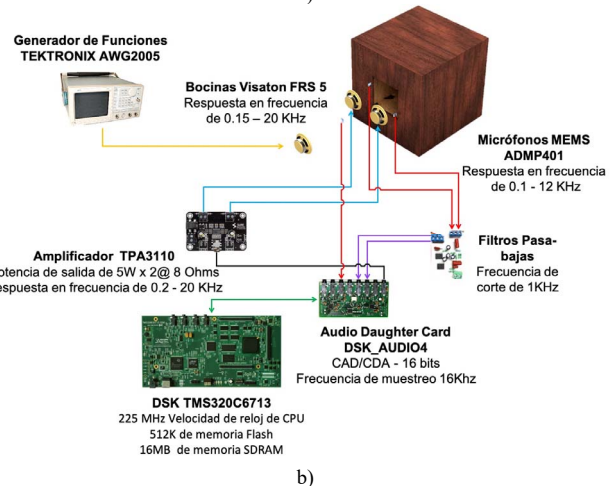 Generador de Funciones
TEKTRONIX AWG2005
Bocinas Visaton FRS 5
Respuesta en frecuencia
de 0.15 – 20 KHz
Micrófonos MEMS
ADMP401
Respuesta en frecuencia
de 0.1 - 12 KHz
Amplificador TPA3110
otencia de salida de 5W x 2@ 8 Ohms
espuesta en frecuencia de 0.2 - 20 KHz
Filtros Pasa-
bajas
Frecuencia de
corte de 1KHz
Audio Daughter Card
DSK_AUDIO4
CAD/CDA - 16 bits
Frecuencia de muestreo 16Khz
DSK TMS320C6713
225 MHz Velocidad de reloj de CPU
512K de memoria Flash
16MB de memoria SDRAM
b)